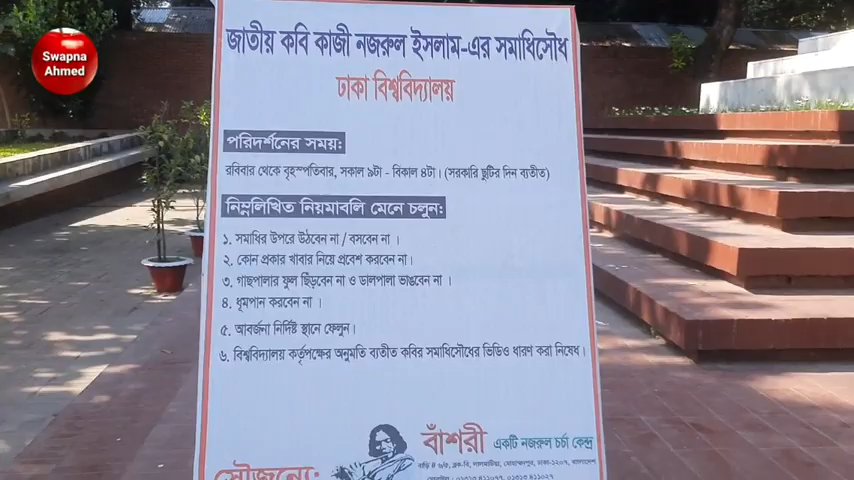 Swapna
Ahmed
জাতীয় কবি কাজী নজরুল ইসলাম-এর সমাধিসৌধ
ঢাকা বিশ্ববিদ্যালয়
পরিদর্শনের সময়:
রবিবার থেকে বৃহস্পতিবার, সকাল ৯টা - বিকাল ৪টা। (সরকারি ছুটির দিন ব্যতীত)
নিম্নলিখিত নিয়মাবলি মেনে চলুন:
১. সমাধির উপরে উঠবেন না / বসবেন না ।
২. কোন প্রকার খাবার নিয়ে প্রবেশ করবেন না।
৩. গাছপালার ফুল ছিঁড়বেন না ও ডালপালা ভাঙবেন না ।
৪. ধূমপান করবেন না ।
৫. আবর্জনা নির্দিষ্ট স্থানে ফেলুন।
৬. বিশ্ববিদ্যালয় কর্তৃপক্ষের অনুমতি ব্যতীত কবির সমাধিসৌধের ভিডিও ধারণ করা নিষেধ।
সৌজন্যে:
বাঁশরী একটি নজরুল চর্চা কেন্দ্র